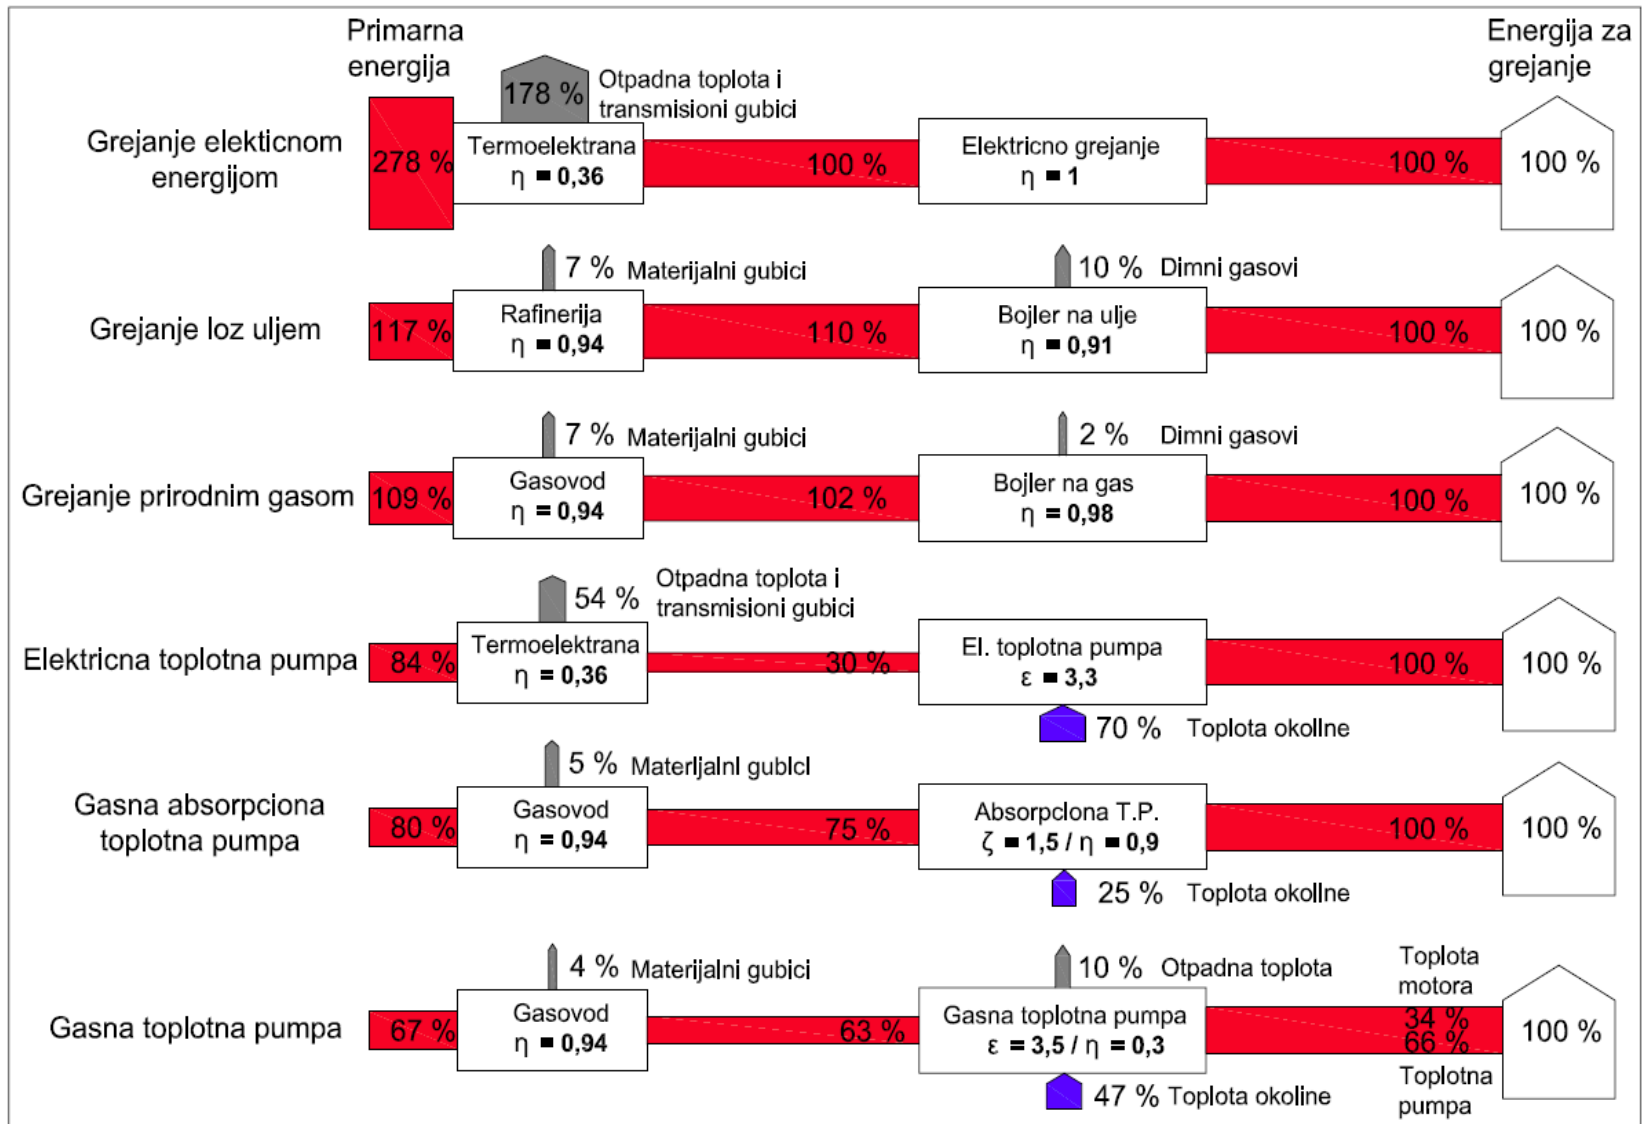 Primarna
energija
Energija za
grejanje
178 %
Otpadna toplota i
transmisioni gubici
Grejanje elekticnom
energijom
278 %
Termoelektrana
η = 0,36
100 %
Elektricno grejanje
η = 1
100 %
100 %
7 % Materijalni gubici
10 % Dimni gasovi
Grejanje loz uljem
117 %
Rafinerija
η = 0,94
110 %
Bojler na ulje
η = 0,91
100 %
100 %
7 % Materijalni gubici
2 % Dimni gasovi
Grejanje prirodnim gasom
109 %
Gasovod
η = 0,94
102 %
Bojler na gas
η = 0,98
100 %
100 %
54 %
Otpadna toplota i
transmisioni gubici
Elektricna toplotna pumpa
84 %
Termoelektrana
η = 0,36
30 %
El. toplotna pumpa
ε = 3,3
100 %
100 %
70 % Toplota okolIne
5 % MaterIjalnI gubIcI
Gasna absorpciona
toplotna pumpa
80 %
Gasovod
η = 0,94
75 %
AbsorpcIona T.P.
ζ = 1,5 / η = 0,9
100 %
100 %
25 % Toplota okolIne
4 % Materijalni gubici
10 % Otpadna toplota
Toplota
motora
Gasna toplotna pumpa
67 %
Gasovod
η = 0,94
63 %
Gasna toplotna pumpa
ε = 3,5 / η = 0,3
34 %
66 %
100 %
47 % Toplota okoline
Toplotna
pumpa